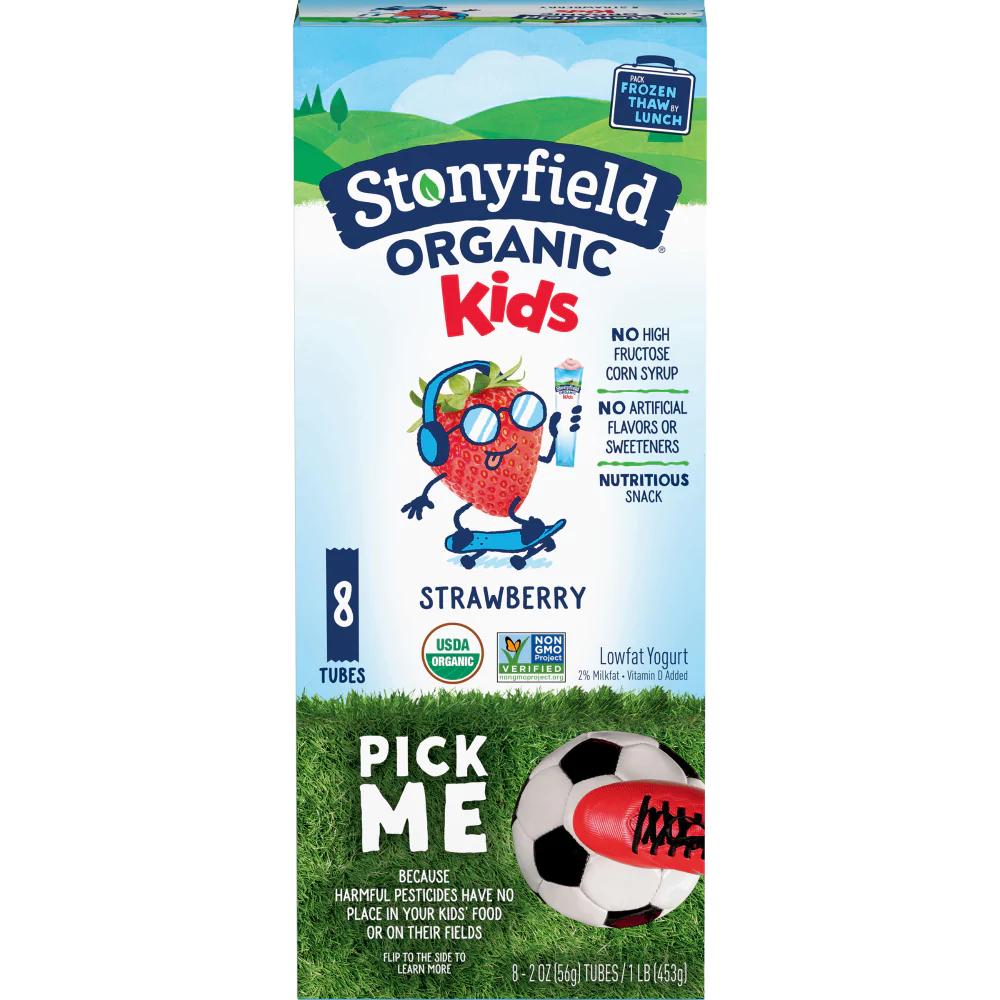 PACK
FROZEN
THAW BY
LUNCH
Stonyfield
ORGANIC®
Kids
NO HIGH
FRUCTOSE
CORN SYRUP
NO ARTIFICIAL
FLAVORS OR
SWEETENERS
NUTRITIOUS
SNACK
Stonyfield
ORGANIC
Kids
8
TUBES
STRAWBERRY
USDA
ORGANIC
NON
GMO
Project
VERIFIED
nongmoproject.org
Lowfat Yogurt
2% Milkfat • Vitamin D Added
PICK
ME
BECAUSE
HARMFUL PESTICIDES HAVE NO
PLACE IN YOUR KIDS' FOOD
OR ON THEIR FIELDS
FLIP TO THE SIDE TO
LEARN MORE
8 - 2 OZ (56g) TUBES / 1 LB (453g)